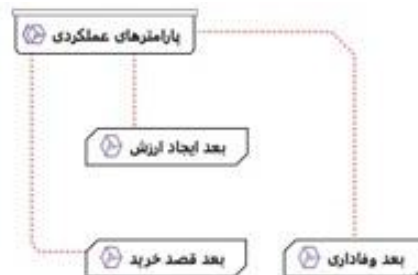 پارامترهای عملکردی
بعد ایجاد ارزش
بعد وفاداری
بعد قصد خرید